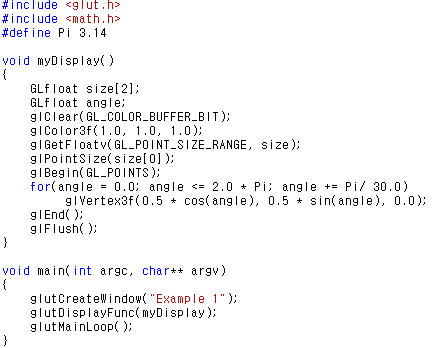 #include <glut.h>
#include <math.h>
#define Pi 3.14
void myDisplay()
{
GLfloat size[2];
GLfloat angle;
glClear(GL_COLOR_BUFFER_BIT);
glColor3f(1.0, 1.0, 1.0);
glGetFloatv(GL_POINT_SIZE_RANGE, size);
glPointSize(size[0]);
glBegin(GL_POINTS);
for(angle = 0.0; angle <= 2.0 * Pi; angle += Pi/ 30.0)
glVertex3f(0.5 * cos(angle), 0.5 * sin(angle), 0.0);
glEnd();
glFlush();
}
void main(int argc, char** argv)
{
glutCreateWindow("Example 1");
glutDisplayFunc(myDisplay);
glutMainLoop();
}